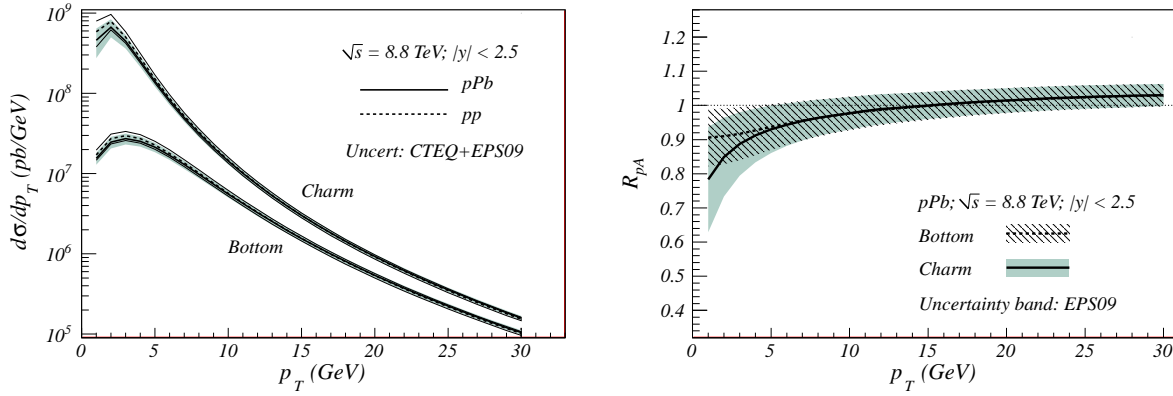 10^9
10^8
10^7
10^6
10^5
dσ/dp_T (pb/GeV)
√s = 8.8 TeV; |y| < 2.5
pPb
pp
Uncert: CTEQ+EPS09
Charm
Bottom
0 5 10 15 20 25 30
p_T (GeV)
1.2
1.1
1
0.9
0.8
0.7
0.6
0.5
0.4
R_pA
pPb; √s = 8.8 TeV; |y| < 2.5
Bottom
Charm
Uncertainty band: EPS09
0 5 10 15 20 25 30
p_T (GeV)